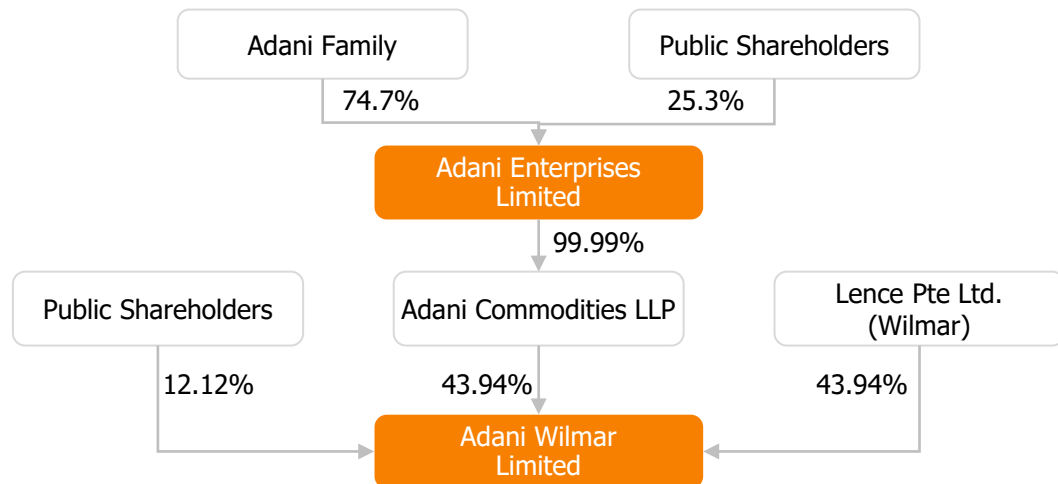 Adani Family
Public Shareholders
74.7%
25.3%
Adani Enterprises
Limited
99.99%
Public Shareholders
Adani Commodities LLP
Lence Pte Ltd.
(Wilmar)
12.12%
43.94%
43.94%
Adani Wilmar
Limited